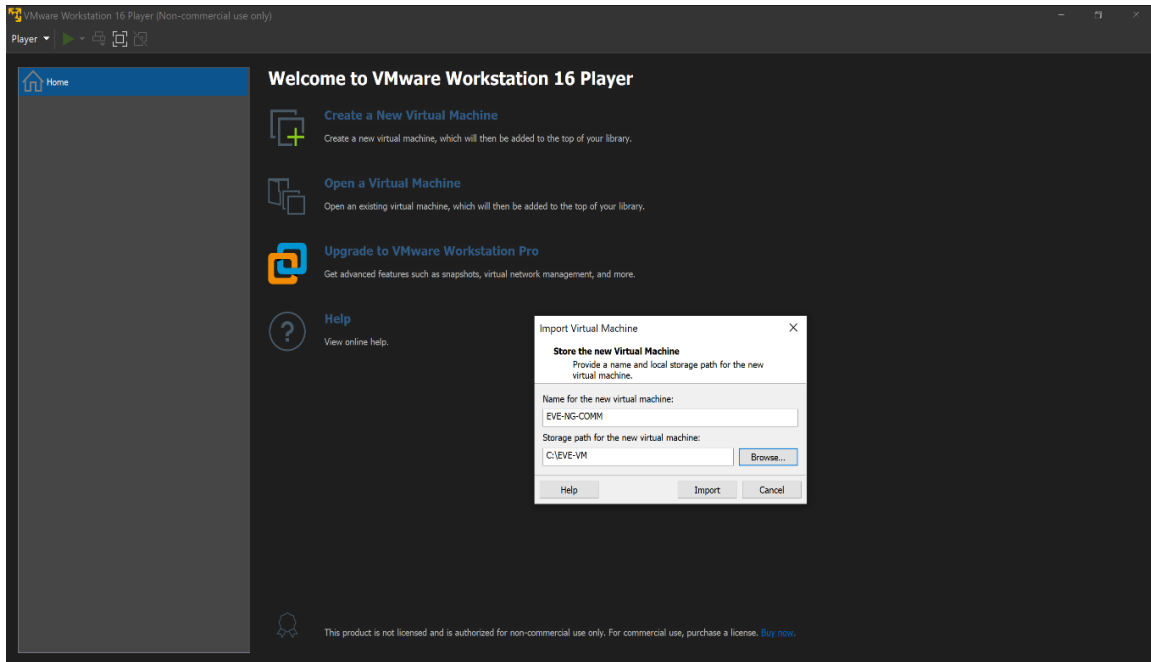 VMware Workstation 16 Player (Non-commercial use only)
Player
Home
Welcome to VMware Workstation 16 Player
Create a New Virtual Machine
Create a new virtual machine, which will then be added to the top of your library.
Open a Virtual Machine
Open an existing virtual machine, which will then be added to the top of your library.
Upgrade to VMware Workstation Pro
Get advanced features such as snapshots, virtual network management, and more.
Help
View online help.
Import Virtual Machine
Store the new Virtual Machine
Provide a name and local storage path for the new
virtual machine.
Name for the new virtual machine:
EVE-NG-COMM
Storage path for the new virtual machine:
C:\EVE-VM
Browse...
Help
Import
Cancel
This product is not licensed and is authorized for non-commercial use only. For commercial use, purchase a license. Buy now.